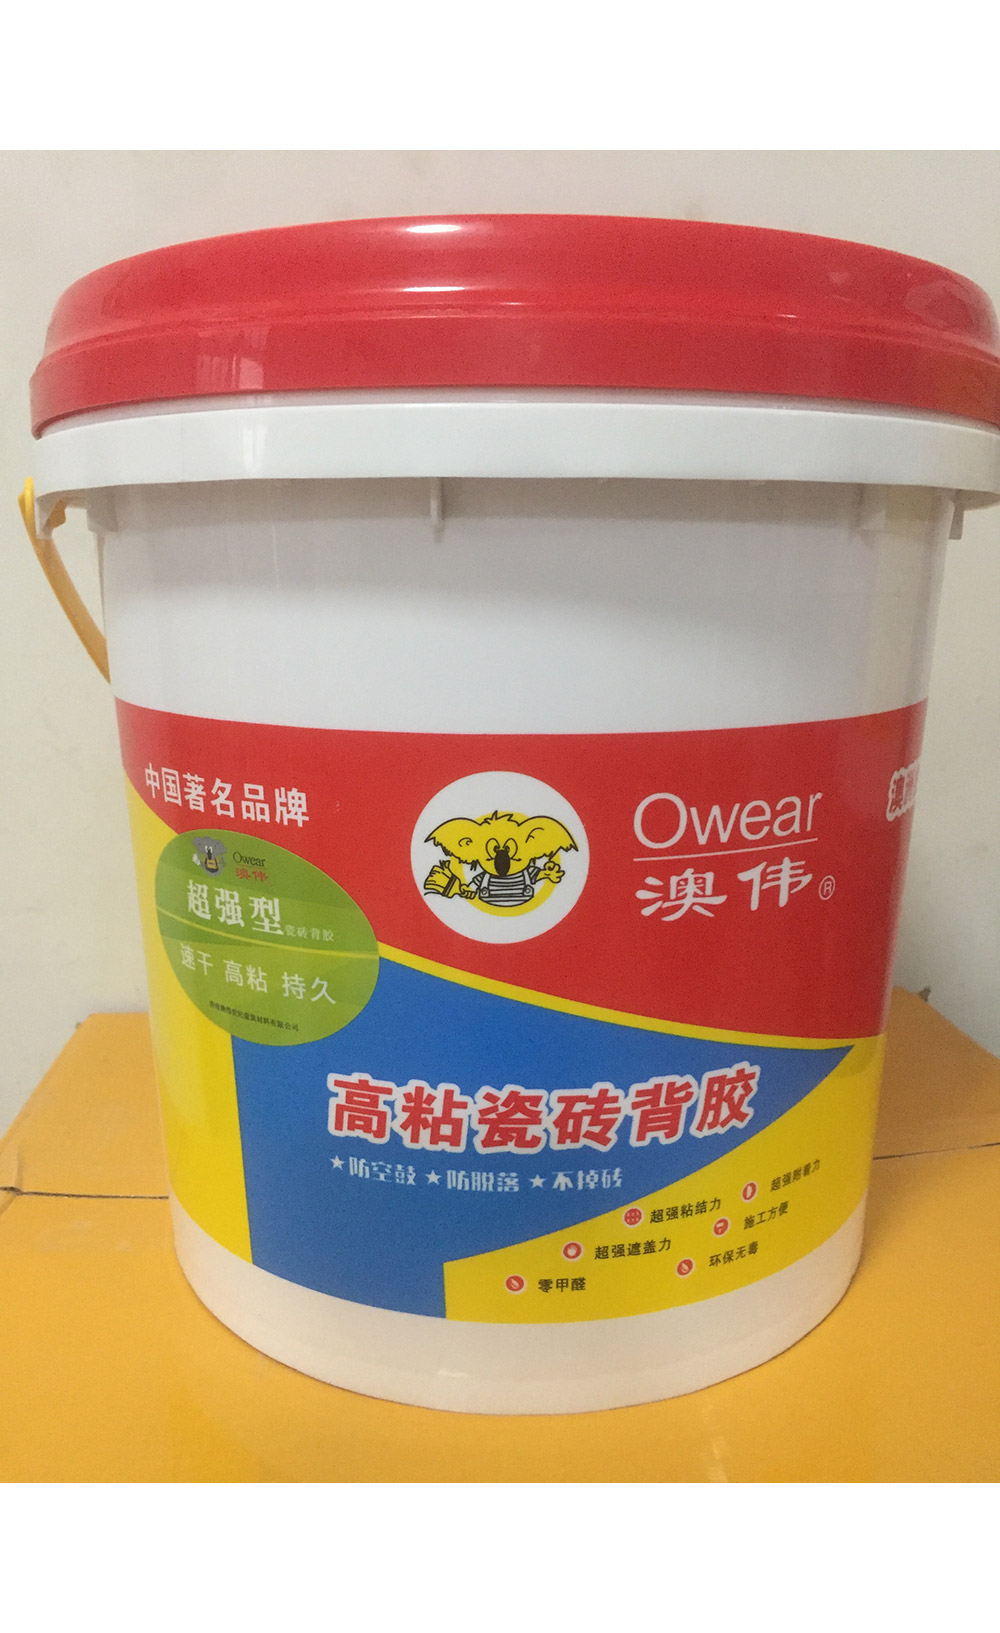 中国著名品牌
Owear
澳伟®
Owear
澳伟
超强型
瓷砖背胶
速干 高粘 持久
高粘瓷砖背胶
★防空鼓★防脱落★不掉砖
超强粘结力
超强附着力
超强遮盖力
施工方便
零甲醛
环保无毒